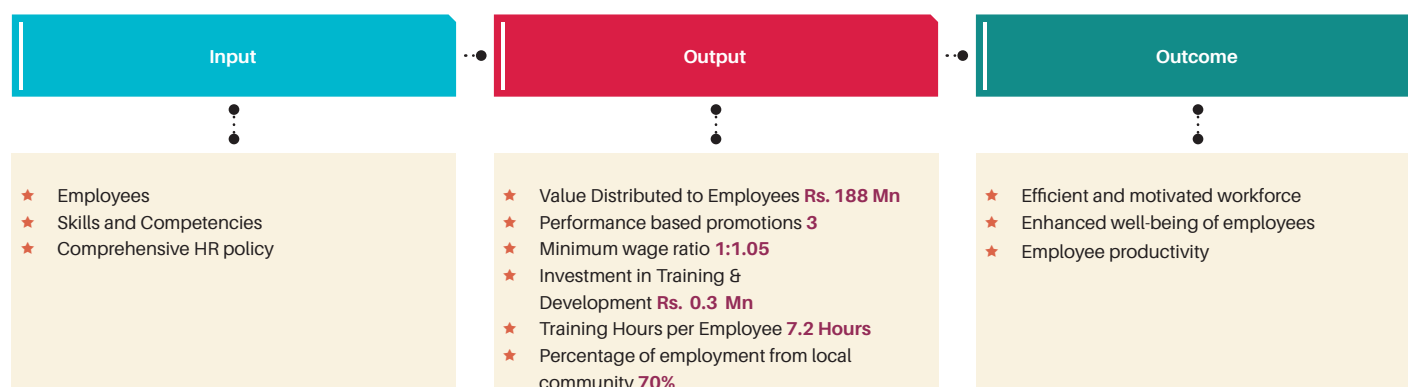 Input
Output
Outcome
Employees
Skills and Competencies
Comprehensive HR policy
Value Distributed to Employees Rs. 188 Mn
Performance based promotions 3
Minimum wage ratio 1:1.05
Investment in Training &
Development Rs. 0.3 Mn
Training Hours per Employee 7.2 Hours
Percentage of employment from local
community 70%
Efficient and motivated workforce
Enhanced well-being of employees
Employee productivity